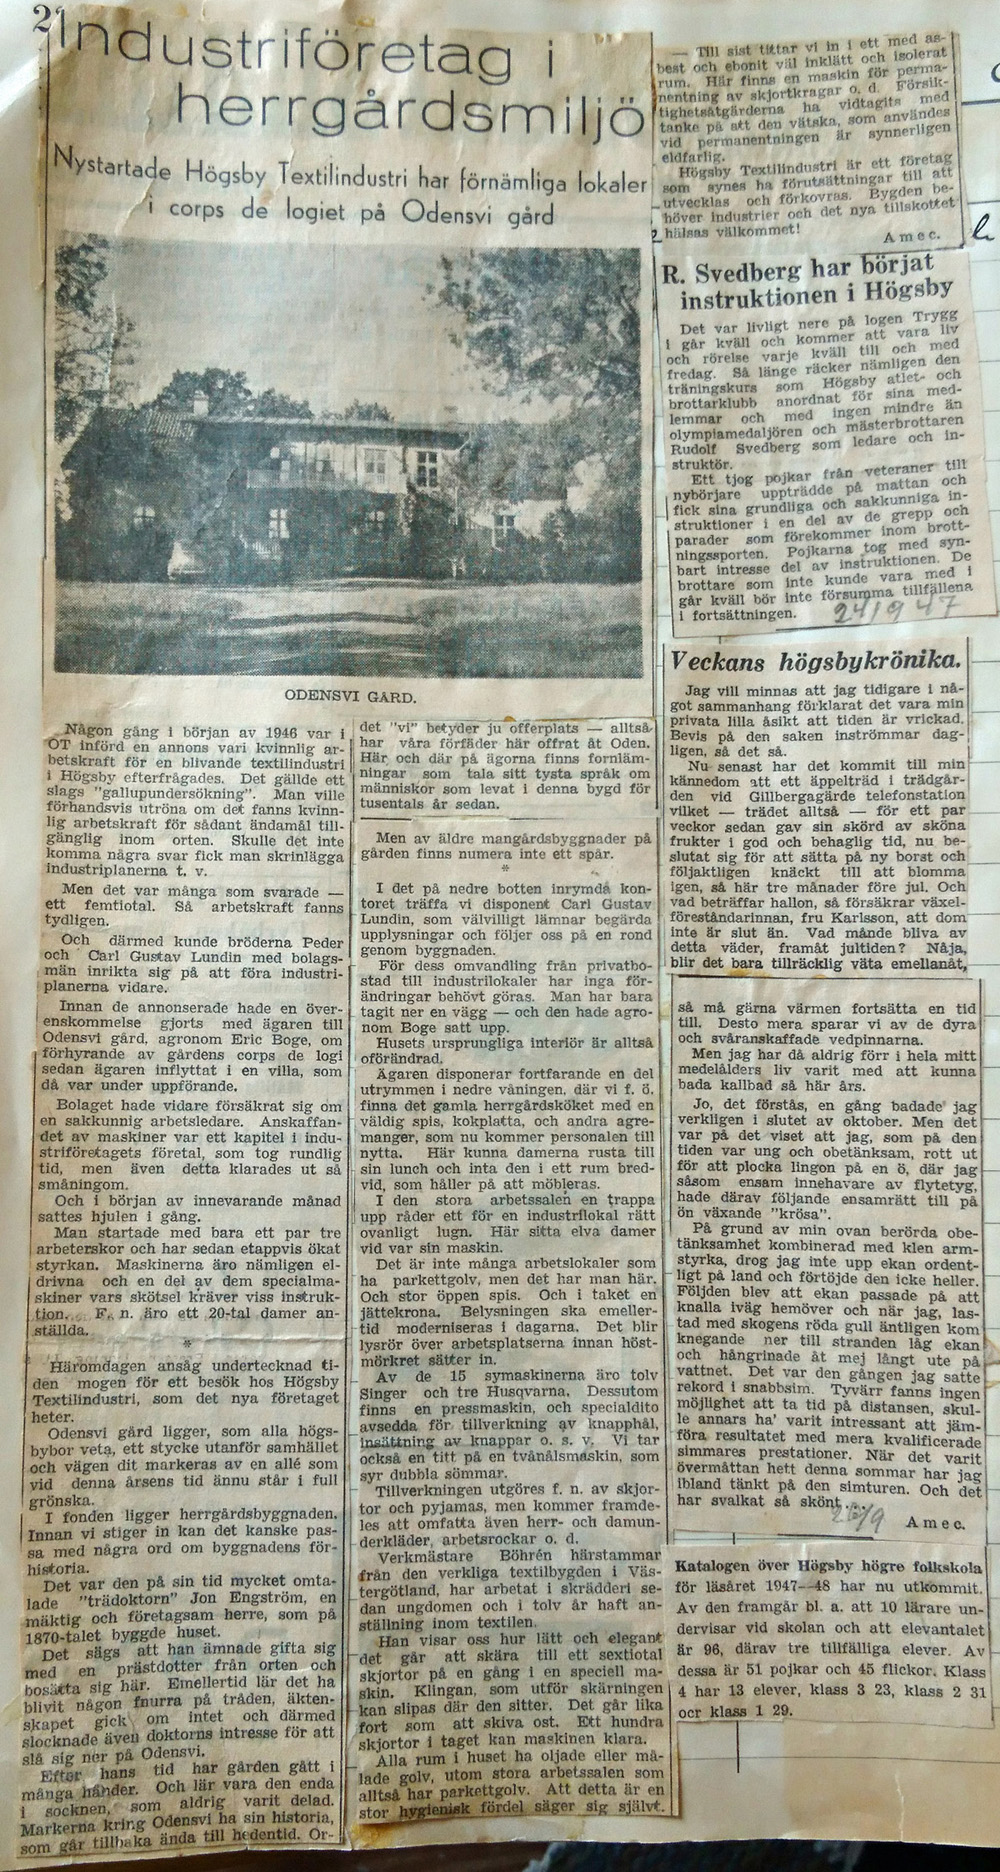 21
Industriföretag i
herrgårdsmiljö
Nystartade Högsby Textilindustri har förnämliga lokaler
i corps de logiet på Odensvi gård
ODENSVI GÅRD.
Någon gång i början av 1946 var i
OT införd en annons vari kvinnlig ar-
betskraft för en blivande textilindustri
i Högsby efterfrågades. Det gällde ett
slags "gallupundersökning". Man ville
förhandsvis utröna om det fanns kvinn-
lig arbetskraft för sådant ändamål till-
gänglig inom orten. Skulle det inte
komma några svar fick man skrinlägga
industriplanerna t. v.
Men det var många som svarade —
ett femtiotal. Så arbetskraft fanns
tydligen.
Och därmed kunde bröderna Peder
och Carl Gustav Lundin med bolags-
män inrikta sig på att föra industri-
planerna vidare.
Innan de annonserade hade en över-
enskommelse gjorts med ägaren till
Odensvi gård, agronom Eric Boge, om
förhyrande av gårdens corps de logi
sedan ägaren inflyttat i en villa, som
då var under uppförande.
Bolaget hade vidare försäkrat sig om
en sakkunnig arbetsledare. Anskaffan-
det av maskiner var ett kapitel i indu-
striföretagets företal, som tog rundlig
tid, men även detta klarades ut så
småningom.
Och i början av innevarande månad
sattes hjulen i gång.
Man startade med bara ett par tre
arbeterskor och har sedan etappvis ökat
styrkan. Maskinerna äro nämligen el-
drivna och en del av dem specialma-
skiner vars skötsel kräver viss instruk-
tion. F. n. äro ett 20-tal damer an-
ställda.
*
Häromdagen ansåg undertecknad ti-
den mogen för ett besök hos Högsby
Textilindustri, som det nya företaget
heter.
Odensvi gård ligger, som alla högs-
bybor veta, ett stycke utanför samhället
och vägen dit markeras av en allé som
vid denna årsens tid ännu står i full
grönska.
I fonden ligger herrgårdsbyggnaden.
Innan vi stiger in kan det kanske pas-
sa med några ord om byggnadens för-
historia.
Det var den på sin tid mycket omta-
lade "trädoktorn" Jon Engström, en
mäktig och företagsam herre, som på
1870-talet byggde huset.
Det sägs att han ämnade gifta sig
med en prästdotter från orten och
bosätta sig här. Emellertid lär det ha
blivit någon fnurra på tråden, äkten-
skapet gick om intet och därmed
slocknade även doktorns intresse för att
slå sig ner på Odensvi.
Efter hans tid har gården gått i
många händer. Och lär vara den enda
i socknen, som aldrig varit delad.
Markerna kring Odensvi ha sin historia,
som går tillbaka ända till hedentid. Or-
det "vi" betyder ju offerplats — alltså
har våra förfäder här offrat åt Oden.
Här och där på ägorna finns fornläm-
ningar som tala sitt tysta språk om
människor som levat i denna bygd för
tusentals år sedan.
Men av äldre mangårdsbyggnader på
gården finns numera inte ett spår.
*
I det på nedre botten inrymda kon-
toret träffa vi disponent Carl Gustav
Lundin, som välvilligt lämnar begärda
upplysningar och följer oss på en rond
genom byggnaden.
För dess omvandling från privatbo-
stad till industrilokaler har inga för-
ändringar behövt göras. Man har bara
tagit ner en vägg — och den hade agro-
nom Boge satt upp.
Husets ursprungliga interiör är alltså
oförändrad.
Ägaren disponerar fortfarande en del
utrymmen i nedre våningen, där vi f. ö.
finna det gamla herrgårdsköket med en
väldig spis, kokplatta, och andra agre-
manger, som nu kommer personalen till
nytta. Här kunna damerna rusta till
sin lunch och inta den i ett rum bred-
vid, som håller på att möbleras.
I den stora arbetssalen en trappa
upp råder ett för en industrilokal rätt
ovanligt lugn. Här sitta elva damer
vid var sin maskin.
Det är inte många arbetslokaler som
ha parkettgolv, men det har man här.
Och stor öppen spis. Och i taket en
jättekrona. Belysningen ska emeller-
tid moderniseras i dagarna. Det blir
lysrör över arbetsplatserna innan höst-
mörkret sätter in.
Av de 15 symaskinerna äro tolv
Singer och tre Husqvarna. Dessutom
finns en pressmaskin, och specialdito
avsedda för tillverkning av knapphål,
insättning av knappar o. s. v. Vi tar
också en titt på en tvånålsmaskin, som
syr dubbla sömmar.
Tillverkningen utgöres f. n. av skjor-
tor och pyjamas, men kommer framde-
les att omfatta även herr- och damun-
derkläder, arbetsrockar o. d.
Verkmästare Böhrén härstammar
från den verkliga textilbygden i Väs-
tergötland, har arbetat i skrädderi se-
dan ungdomen och i tolv år haft an-
ställning inom textilen.
Han visar oss hur lätt och elegant
det går att skära till ett sextiotal
skjortor på en gång i en speciell ma-
skin. Klingan, som utför skärningen
kan slipas där den sitter. Det går lika
fort som att skiva ost. Ett hundra
skjortor i taget kan maskinen klara.
Alla rum i huset ha oljade eller må-
lade golv, utom stora arbetssalen som
alltså har parkettgolv. Att detta är en
stor hygienisk fördel säger sig självt.
— Till sist tittar vi in i ett med as-
best och ebonit väl inklätt och isolerat
rum. Här finns en maskin för perma-
nentning av skjortkragar o. d. Försik-
tighetsåtgärderna ha vidtagits med
tanke på att den vätska, som användes
vid permanentningen är synnerligen
eldfarlig.
Högsby Textilindustri är ett företag
som synes ha förutsättningar till att
utvecklas och förkovras. Bygden be-
höver industrier och det nya tillskottet
hälsas välkommet!
Amec.
R. Svedberg har börjat
instruktionen i Högsby
Det var livligt nere på logen Trygg
i går kväll och kommer att vara liv
och rörelse varje kväll till och med
fredag. Så länge räcker nämligen den
träningskurs som Högsby atlet- och
brottarklubb anordnat för sina med-
lemmar och med ingen mindre än
olympiamedaljören och mästerbrottaren
Rudolf Svedberg som ledare och in-
struktör.
Ett tjog pojkar från veteraner till
nybörjare uppträdde på mattan och
fick sina grundliga och sakkunniga in-
struktioner i en del av de grepp och
parader som förekommer inom brott-
ningssporten. Pojkarna tog med syn-
bart intresse del av instruktionen. De
brottare som inte kunde vara med i
går kväll bör inte försumma tillfällena
i fortsättningen.
24/9 47
Veckans högsbykrönika.
Jag vill minnas att jag tidigare i nå-
got sammanhang förklarat det vara min
privata lilla åsikt att tiden är vrickad.
Bevis på den saken inströmmar dag-
ligen, så det så.
Nu senast har det kommit till min
kännedom att ett äppelträd i trädgår-
den vid Gillbergagärde telefonstation
vilket — trädet alltså — för ett par
veckor sedan gav sin skörd av sköna
frukter i god och behaglig tid, nu be-
slutat sig för att sätta på ny borst och
följaktligen knäckt till att blomma
igen, så här tre månader före jul. Och
vad beträffar hallon, så försäkrar växel-
föreståndarinnan, fru Karlsson, att dom
inte är slut än. Vad månde bliva av
detta väder, framåt jultiden? Nåja,
blir det bara tillräcklig väta emellanåt,
så må gärna värmen fortsätta en tid
till. Desto mera sparar vi av de dyra
och svåranskaffade vedpinnarna.
Men jag har då aldrig förr i hela mitt
medelålders liv varit med att kunna
bada kallbad så här års.
Jo, det förstås, en gång badade jag
verkligen i slutet av oktober. Men det
var på det viset att jag, som på den
tiden var ung och obetänksam, rott ut
för att plocka lingon på en ö, där jag
såsom ensam innehavare av flytetyg,
hade därav följande ensamrätt till på
ön växande "krösa".
På grund av min ovan berörda obe-
tänksamhet kombinerad med klen arm-
styrka, drog jag inte upp ekan ordent-
ligt på land och förtöjde den icke heller.
Följden blev att ekan passade på att
knalla iväg hemöver och när jag, las-
tad med skogens röda gull äntligen kom
knegande ner till stranden låg ekan
och hångrinade åt mej långt ute på
vattnet. Det var den gången jag satte
rekord i snabbsim. Tyvärr fanns ingen
möjlighet att ta tid på distansen, skul-
le annars ha' varit intressant att jäm-
föra resultatet med mera kvalificerade
simmares prestationer. När det varit
övermåttan hett denna sommar har jag
ibland tänkt på den simturen. Och det
har svalkat så skönt...
26/9
Amec.
Katalogen över Högsby högre folkskola
för läsåret 1947—48 har nu utkommit.
Av den framgår bl. a. att 10 lärare un-
dervisar vid skolan och att elevantalet
är 96, därav tre tillfälliga elever. Av
dessa är 51 pojkar och 45 flickor. Klass
4 har 13 elever, klass 3 23, klass 2 31
ocr klass 1 29.